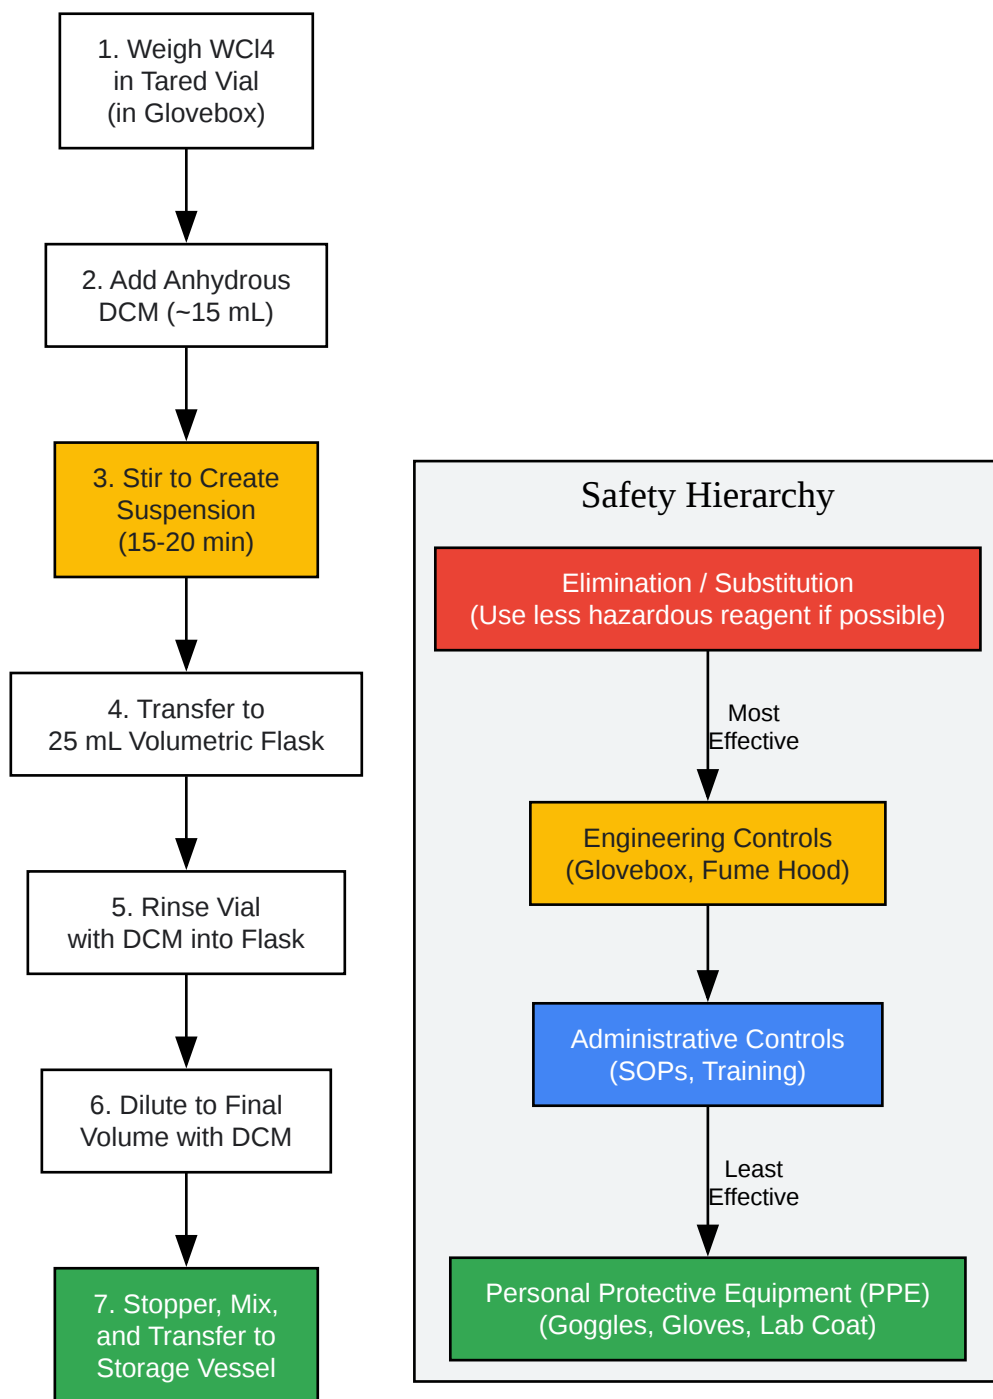 1. Weigh WCl4
in Tared Vial
(in Glovebox)
2. Add Anhydrous
DCM (~15 mL)
3. Stir to Create
Suspension
(15-20 min)
4. Transfer to
25 mL Volumetric Flask
5. Rinse Vial
with DCM into Flask
6. Dilute to Final
Volume with DCM
7. Stopper, Mix,
and Transfer to
Storage Vessel
Safety Hierarchy
Elimination / Substitution
(Use less hazardous reagent if possible)
Most
Effective
Engineering Controls
(Glovebox, Fume Hood)
Administrative Controls
(SOPs, Training)
Least
Effective
Personal Protective Equipment (PPE)
(Goggles, Gloves, Lab Coat)